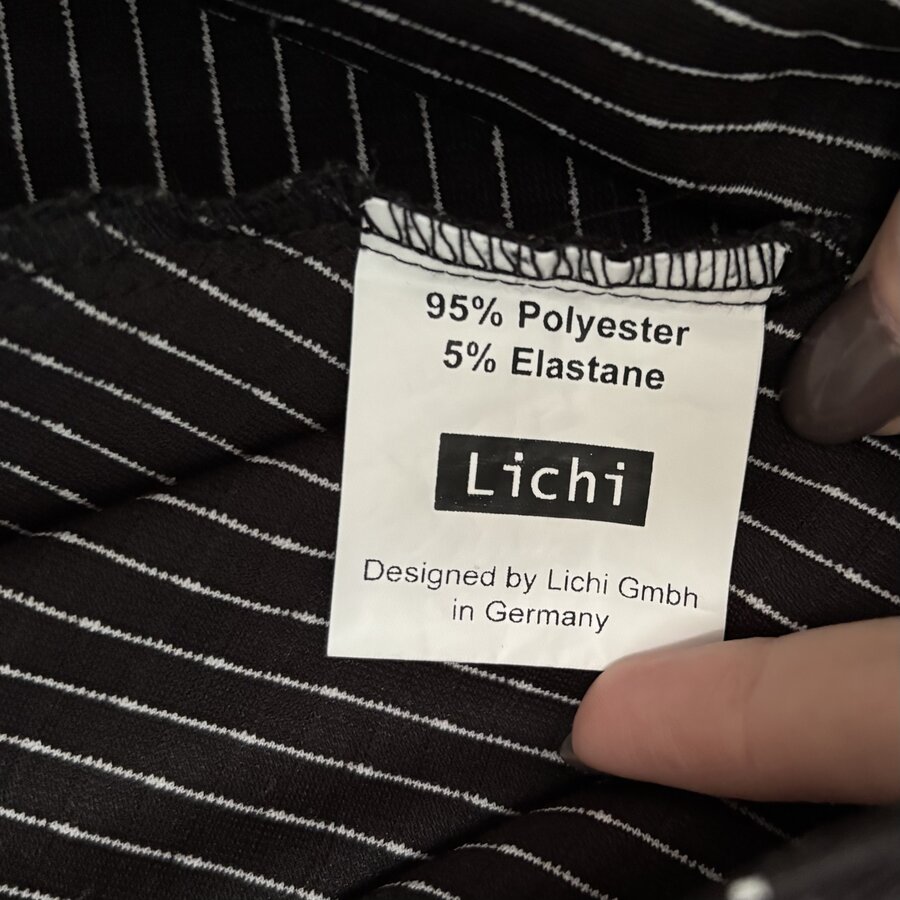 95% Polyester
5% Elastane
Lichi
Designed by Lichi Gmbh
in Germany